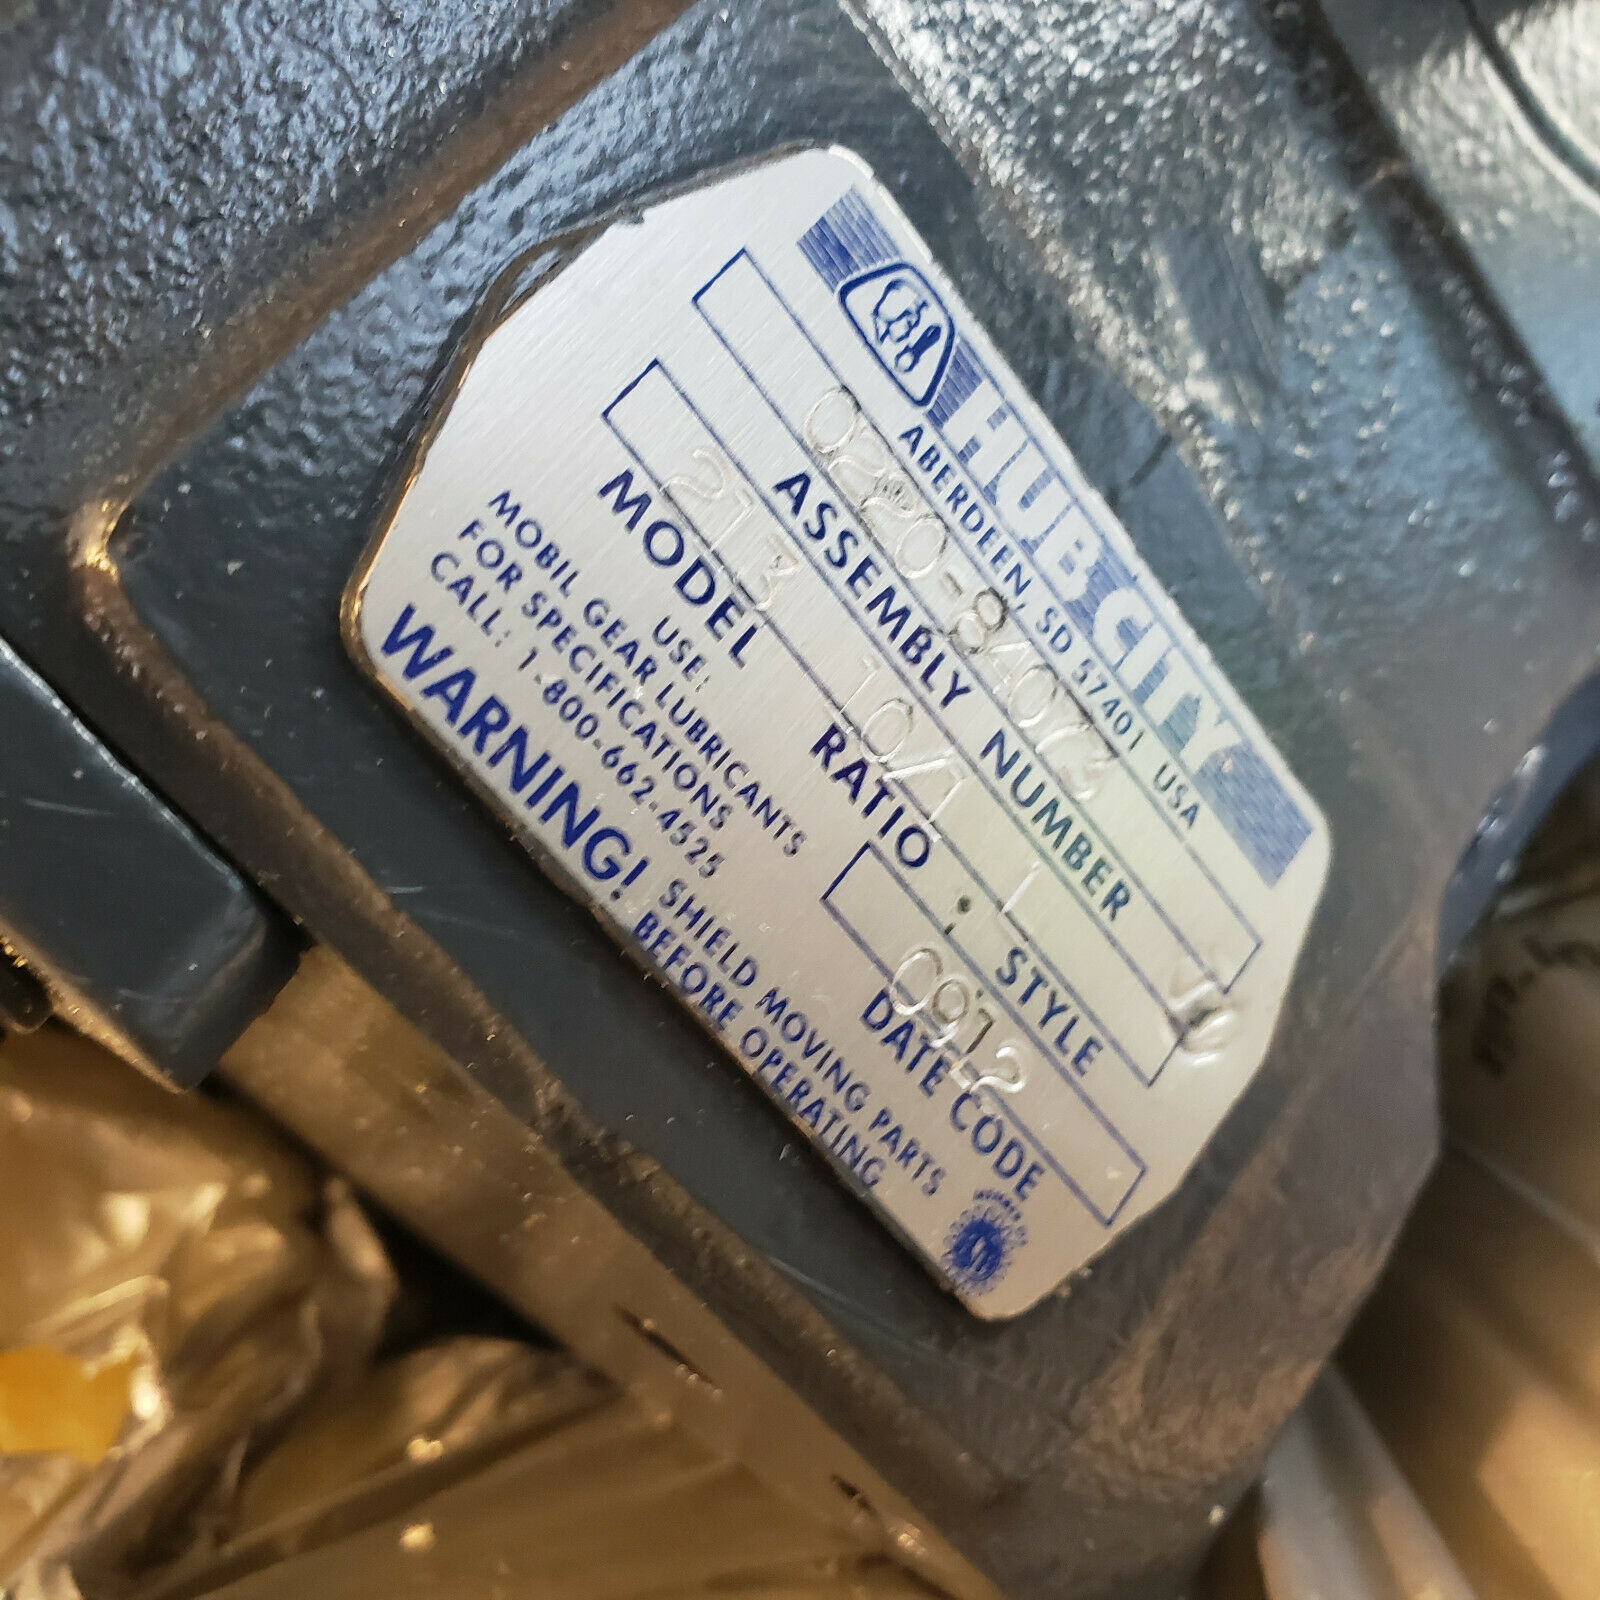 HUB CITY
ABERDEEN, SD 57401 USA
0220-84073
ASSEMBLY NUMBER
213 10/1
MODEL RATIO STYLE
USE:
MOBIL GEAR LUBRICANTS
FOR SPECIFICATIONS
CALL: 1-800-662-4525
0912
DATE CODE
WARNING! SHIELD MOVING PARTS
BEFORE OPERATING